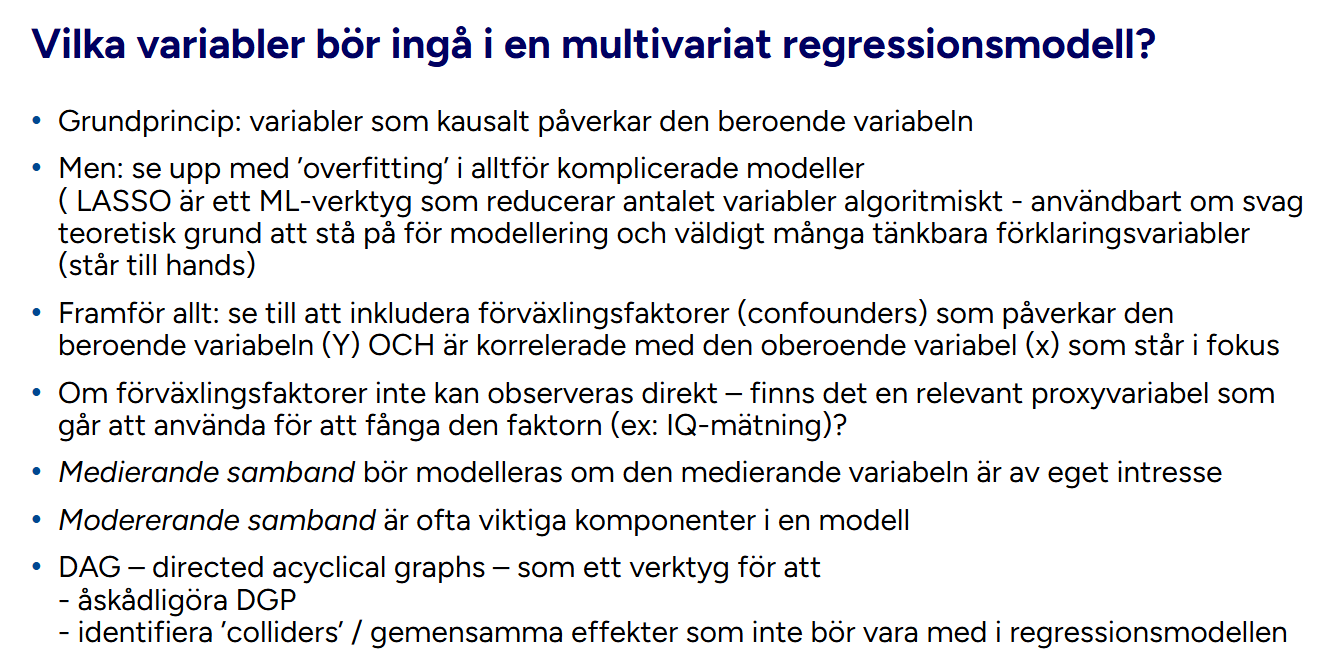 Vilka variabler bör ingå i en multivariat regressionsmodell?
• Grundprincip: variabler som kausalt påverkar den beroende variabeln
• Men: se upp med ’overfitting’ i alltför komplicerade modeller
( LASSO är ett ML-verktyg som reducerar antalet variabler algoritmiskt - användbart om svag
teoretisk grund att stå på för modellering och väldigt många tänkbara förklaringsvariabler
(står till hands)
• Framför allt: se till att inkludera förväxlingsfaktorer (confounders) som påverkar den
beroende variabeln (Y) OCH är korrelerade med den oberoende variabel (x) som står i fokus
• Om förväxlingsfaktorer inte kan observeras direkt – finns det en relevant proxyvariabel som
går att använda för att fånga den faktorn (ex: IQ-mätning)?
• Medierande samband bör modelleras om den medierande variabeln är av eget intresse
• Modererande samband är ofta viktiga komponenter i en modell
• DAG – directed acyclical graphs – som ett verktyg för att
- åskådligöra DGP
- identifiera ’colliders’ / gemensamma effekter som inte bör vara med i regressionsmodellen